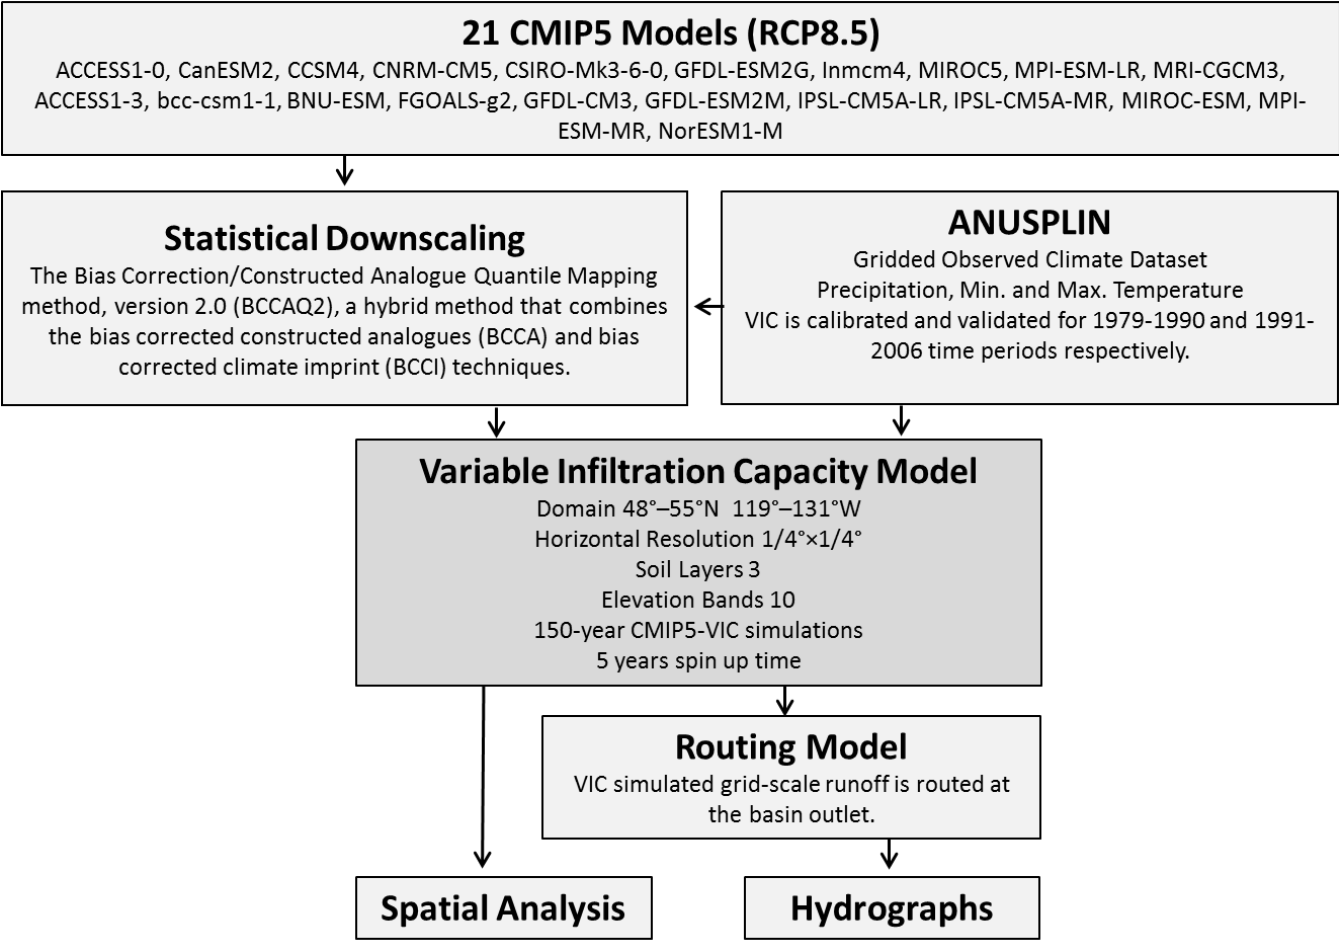 21 CMIP5 Models (RCP8.5)
ACCESS1-0, CanESM2, CCSM4, CNRM-CM5, CSIRO-Mk3-6-0, GFDL-ESM2G, Inmcm4, MIROC5, MPI-ESM-LR, MRI-CGCM3,
ACCESS1-3, bcc-csm1-1, BNU-ESM, FGOALS-g2, GFDL-CM3, GFDL-ESM2M, IPSL-CM5A-LR, IPSL-CM5A-MR, MIROC-ESM, MPI-
ESM-MR, NorESM1-M
Statistical Downscaling
The Bias Correction/Constructed Analogue Quantile Mapping
method, version 2.0 (BCCAQ2), a hybrid method that combines
the bias corrected constructed analogues (BCCA) and bias
corrected climate imprint (BCCI) techniques.
ANUSPLIN
Gridded Observed Climate Dataset
Precipitation, Min. and Max. Temperature
VIC is calibrated and validated for 1979-1990 and 1991-
2006 time periods respectively.
Variable Infiltration Capacity Model
Domain 48°–55°N  119°–131°W
Horizontal Resolution 1/4°×1/4°
Soil Layers 3
Elevation Bands 10
150-year CMIP5-VIC simulations
5 years spin up time
Routing Model
VIC simulated grid-scale runoff is routed at
the basin outlet.
Spatial Analysis
Hydrographs